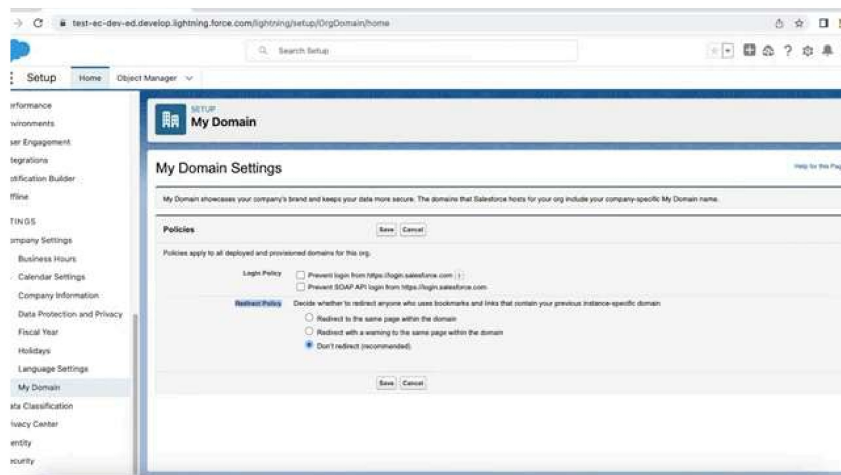 test-ec-dev-ed.develop.lightning.force.com/lightning/setup/OrgDomain/home
Search Setup
Setup Home Object Manager
erformance
vironments
ser Engagement
tegrations
otification Builder
ffline
TINGS
ompany Settings
Business Hours
Calendar Settings
Company Information
Data Protection and Privacy
Fiscal Year
Holidays
Language Settings
My Domain
ata Classification
ivacy Center
entity
ecurity
SETUP
My Domain
My Domain Settings
Help for this Pag
My Domain showcases your company's brand and keeps your data more secure. The domains that Salesforce hosts for your org include your company-specific My Domain name.
Policies Save Cancel
Policies apply to all deployed and provisioned domains for this org.
Login Policy Prevent login from https://login.salesforce.com i
Prevent SOAP API login from https://login.salesforce.com
Redirect Policy Decide whether to redirect anyone who uses bookmarks and links that contain your previous instance-specific domain
Redirect to the same page within the domain
Redirect with a warning to the same page within the domain
Don't redirect (recommended)
Save Cancel